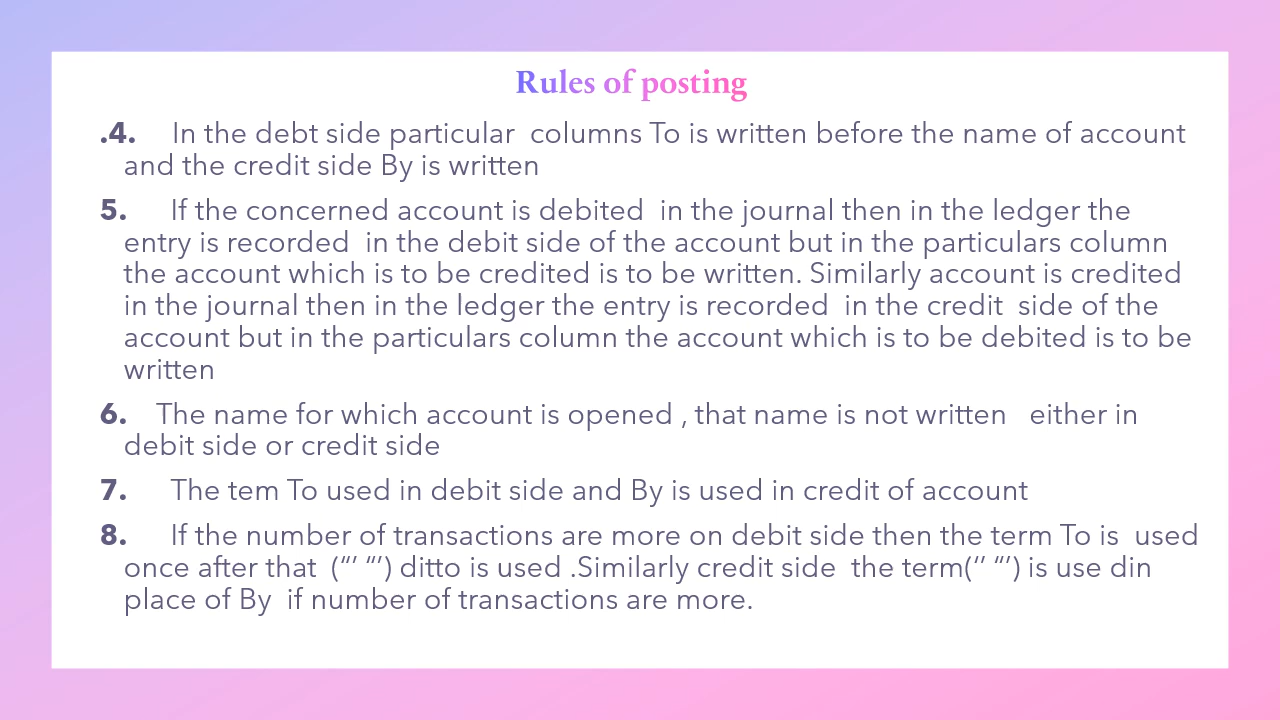 Rules of posting
.4. In the debt side particular columns To is written before the name of account
and the credit side By is written
5. If the concerned account is debited in the journal then in the ledger the
entry is recorded in the debit side of the account but in the particulars column
the account which is to be credited is to be written. Similarly account is credited
in the journal then in the ledger the entry is recorded in the credit side of the
account but in the particulars column the account which is to be debited is to be
written
6. The name for which account is opened , that name is not written either in
debit side or credit side
7. The tem To used in debit side and By is used in credit of account
8. If the number of transactions are more on debit side then the term To is used
once after that (“’ “’) ditto is used .Similarly credit side the term(’’ “’) is use din
place of By if number of transactions are more.